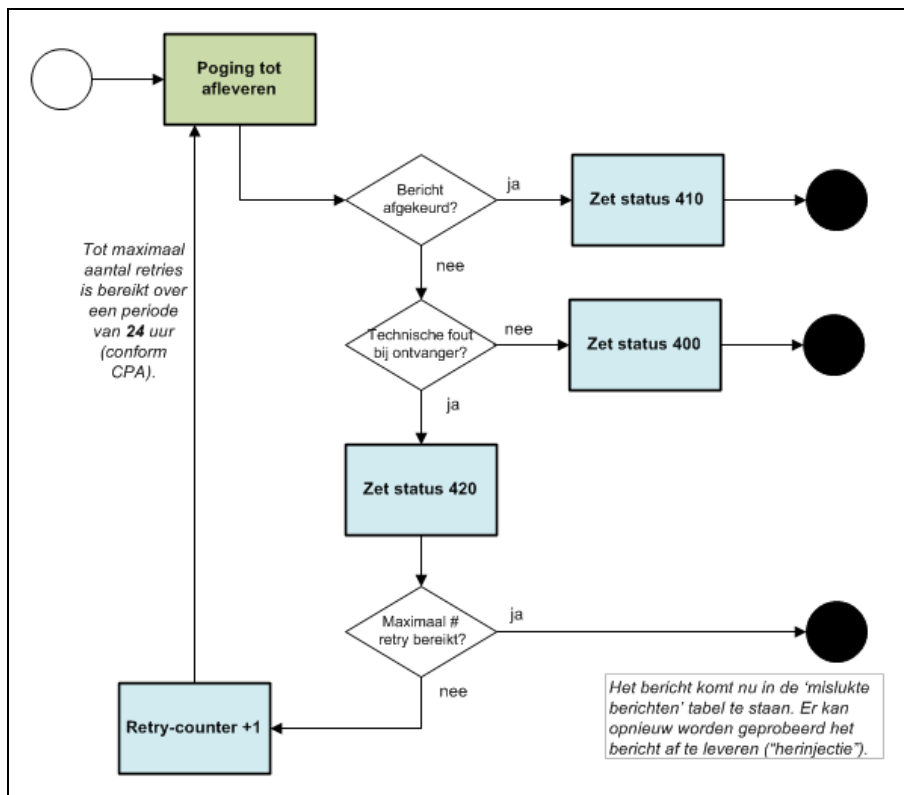 Poging tot
afleveren
Bericht
afgekeurd?
ja
Zet status 410
nee
Tot maximaal
aantal retries
is bereikt over
een periode
van 24 uur
(conform
CPA).
Technische fout
bij ontvanger?
nee
Zet status 400
ja
Zet status 420
Maximaal #
retry bereikt?
ja
nee
Retry-counter +1
Het bericht komt nu in de ‘mislukte
berichten’ tabel te staan. Er kan
opnieuw worden geprobeerd het
bericht af te leveren (“herinjectie”).